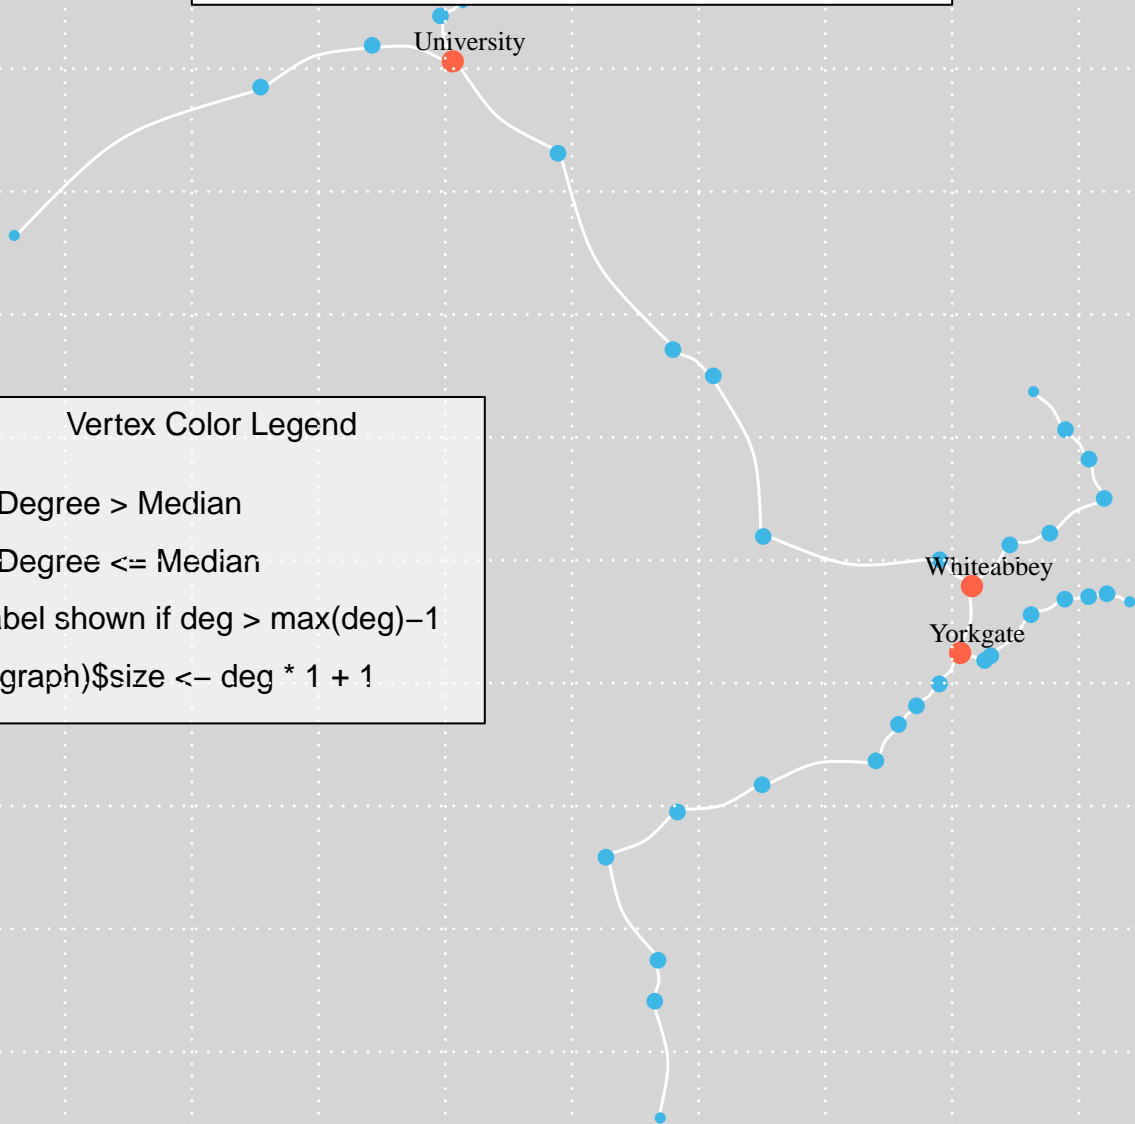 University
Vertex Color Legend
Degree > Median
Degree <= Median
abel shown if deg > max(deg)−1
graph)$size <− deg * 1 + 1
Whiteabbey
Yorkgate